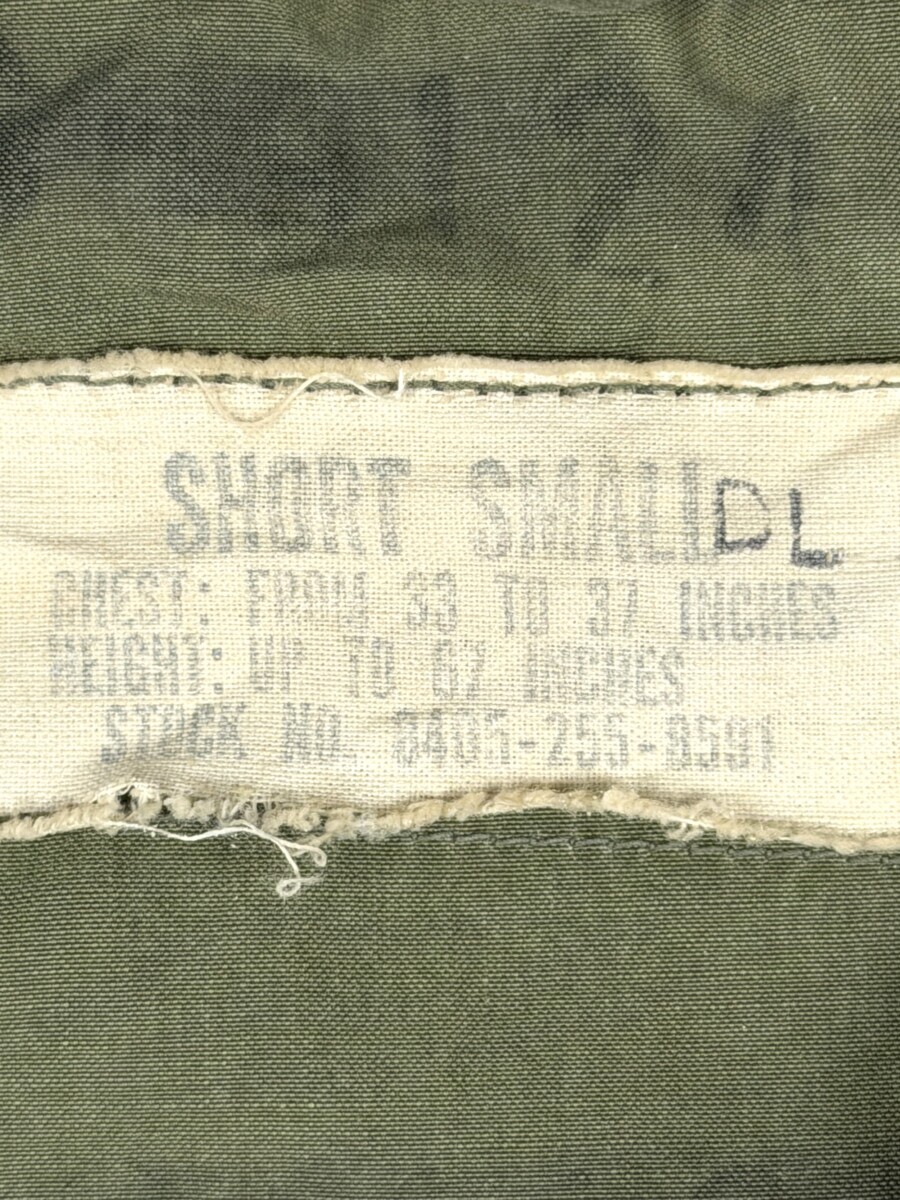 124
SHORT SMALL DL
CHEST: FROM 33 TO 37 INCHES
HEIGHT: UP TO 67 INCHES
STOCK NO. 8405-255-8591